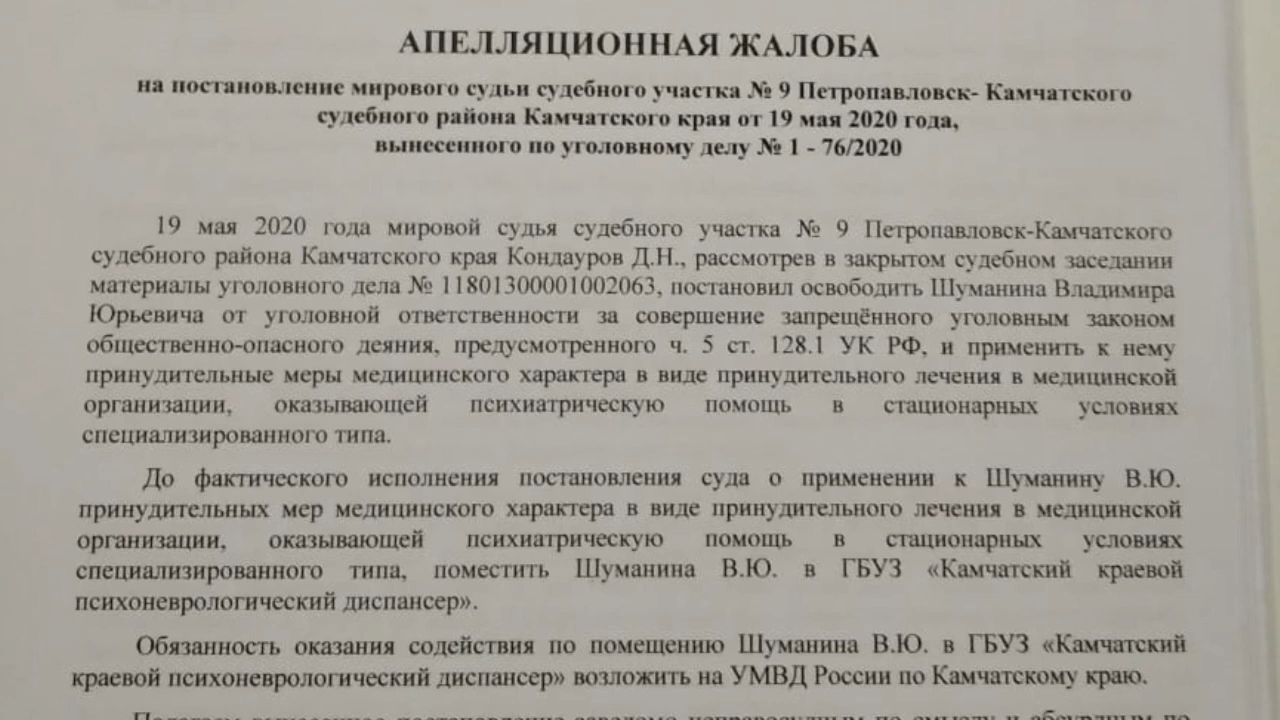 АПЕЛЛЯЦИОННАЯ ЖАЛОБА
на постановление мирового судьи судебного участка № 9 Петропавловск- Камчатского
судебного района Камчатского края от 19 мая 2020 года,
вынесенного по уголовному делу № 1 - 76/2020
19 мая 2020 года мировой судья судебного участка № 9 Петропавловск-Камчатского
судебного района Камчатского края Кондауров Д.Н., рассмотрев в закрытом судебном заседании
материалы уголовного дела № 11801300001002063, постановил освободить Шуманина Владимира
Юрьевича от уголовной ответственности за совершение запрещённого уголовным законом
общественно-опасного деяния, предусмотренного ч. 5 ст. 128.1 УК РФ, и применить к нему
принудительные меры медицинского характера в виде принудительного лечения в медицинской
организации, оказывающей психиатрическую помощь в стационарных условиях
специализированного типа.
До фактического исполнения постановления суда о применении к Шуманину В.Ю.
принудительных мер медицинского характера в виде принудительного лечения в медицинской
организации, оказывающей психиатрическую помощь в стационарных условиях
специализированного типа, поместить Шуманина В.Ю. в ГБУЗ «Камчатский краевой
психоневрологический диспансер».
Обязанность оказания содействия по помещению Шуманина В.Ю. в ГБУЗ «Камчатский
краевой психоневрологический диспансер» возложить на УМВД России по Камчатскому краю.